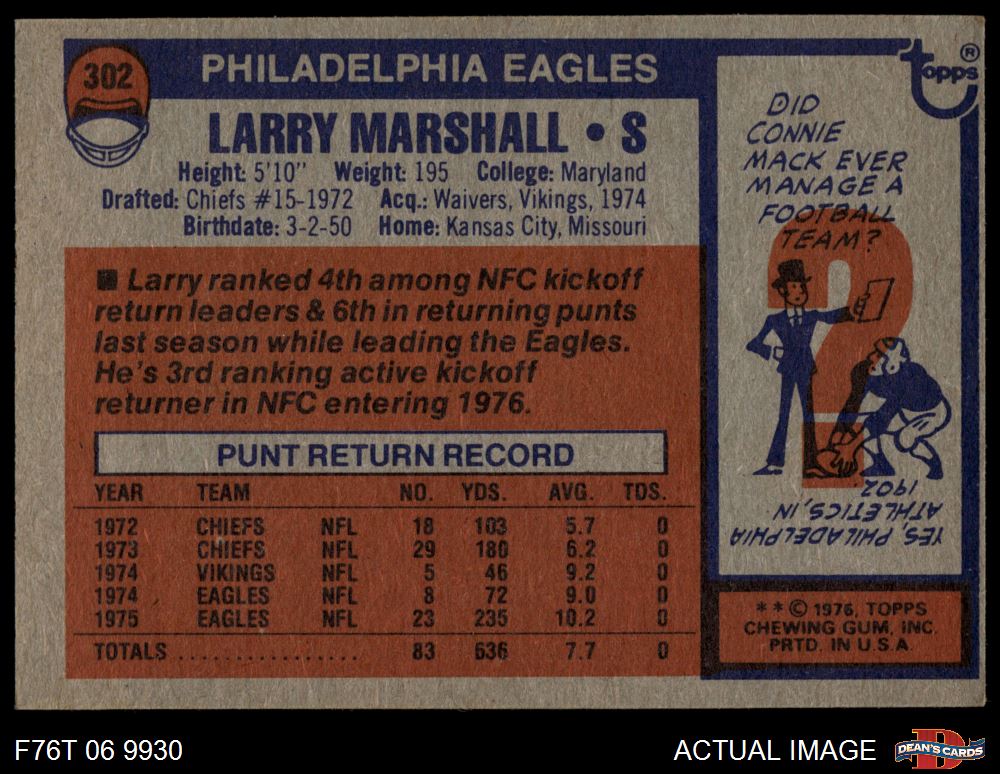 302
PHILADELPHIA EAGLES
LARRY MARSHALL • S
Height: 5'10" Weight: 195 College: Maryland
Drafted: Chiefs #15-1972 Acq.: Waivers, Vikings, 1974
Birthdate: 3-2-50 Home: Kansas City, Missouri
■ Larry ranked 4th among NFC kickoff
return leaders & 6th in returning punts
last season while leading the Eagles.
He's 3rd ranking active kickoff
returner in NFC entering 1976.
PUNT RETURN RECORD
YEAR TEAM NO. YDS. AVG. TDS.
1972 CHIEFS NFL 18 103 5.7 0
1973 CHIEFS NFL 29 180 6.2 0
1974 VIKINGS NFL 5 46 9.2 0
1974 EAGLES NFL 8 72 9.0 0
1975 EAGLES NFL 23 235 10.2 0
TOTALS ................. 83 636 7.7 0
topps ®
DID
CONNIE
MACK EVER
MANAGE A
FOOTBALL
TEAM?
?
YES, PHILADELPHIA
ATHLETICS, IN
1902
* * © 1976, TOPPS
CHEWING GUM, INC.
PRTD. IN U.S.A.
F76T 06 9930
ACTUAL IMAGE
D
DEAN'S CARDS